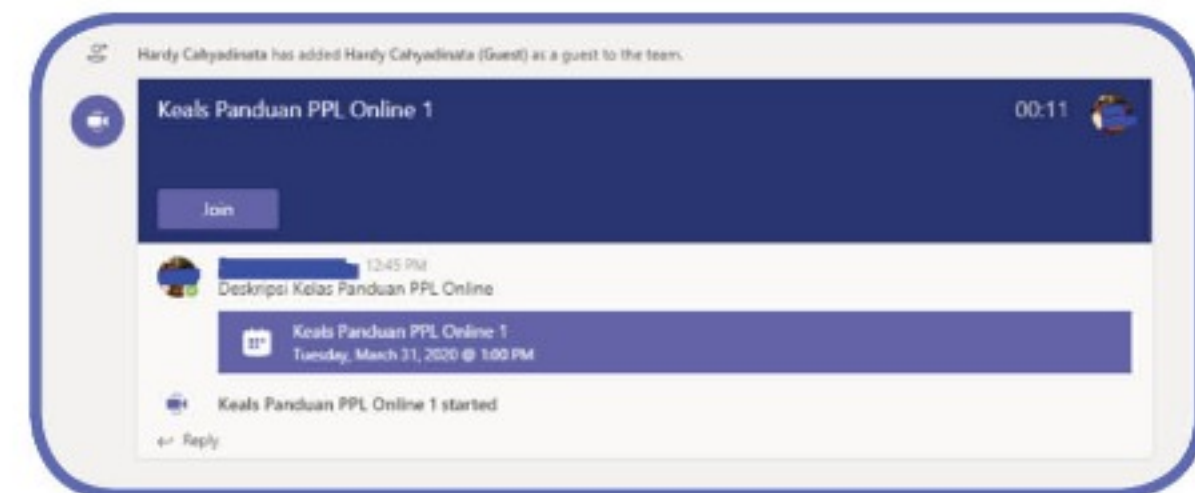 Hardy Cahyadinata has added Hardy Cahyadinata (Guest) as a guest to the team.
Keals Panduan PPL Online 1
00:11
Join
12:45 PM
Deskripsi Kelas Panduan PPL Online
Keals Panduan PPL Online 1
Tuesday, March 31, 2020 @ 1:00 PM
Keals Panduan PPL Online 1 started
Reply